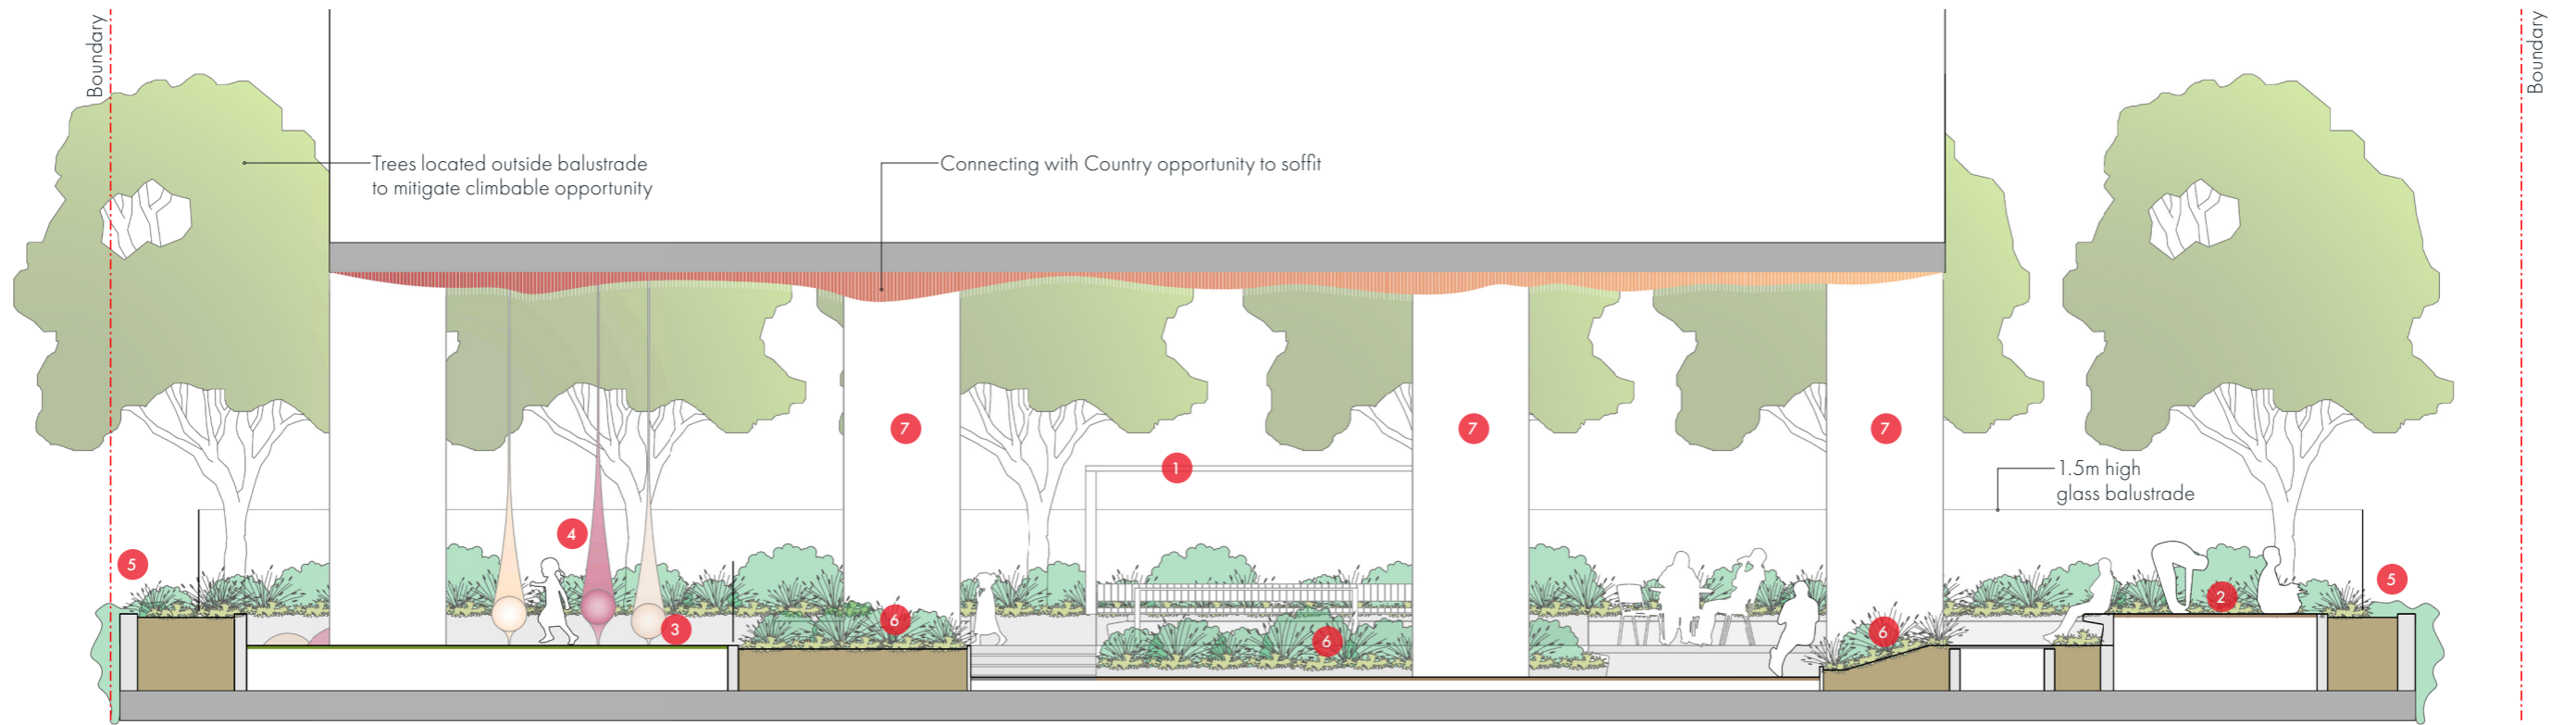 Boundary
Boundary
Trees located outside balustrade
to mitigate climbable opportunity
Connecting with Country opportunity to soffit
7
7
7
1
1.5m high
glass balustrade
4
5
5
2
6
3
6
6